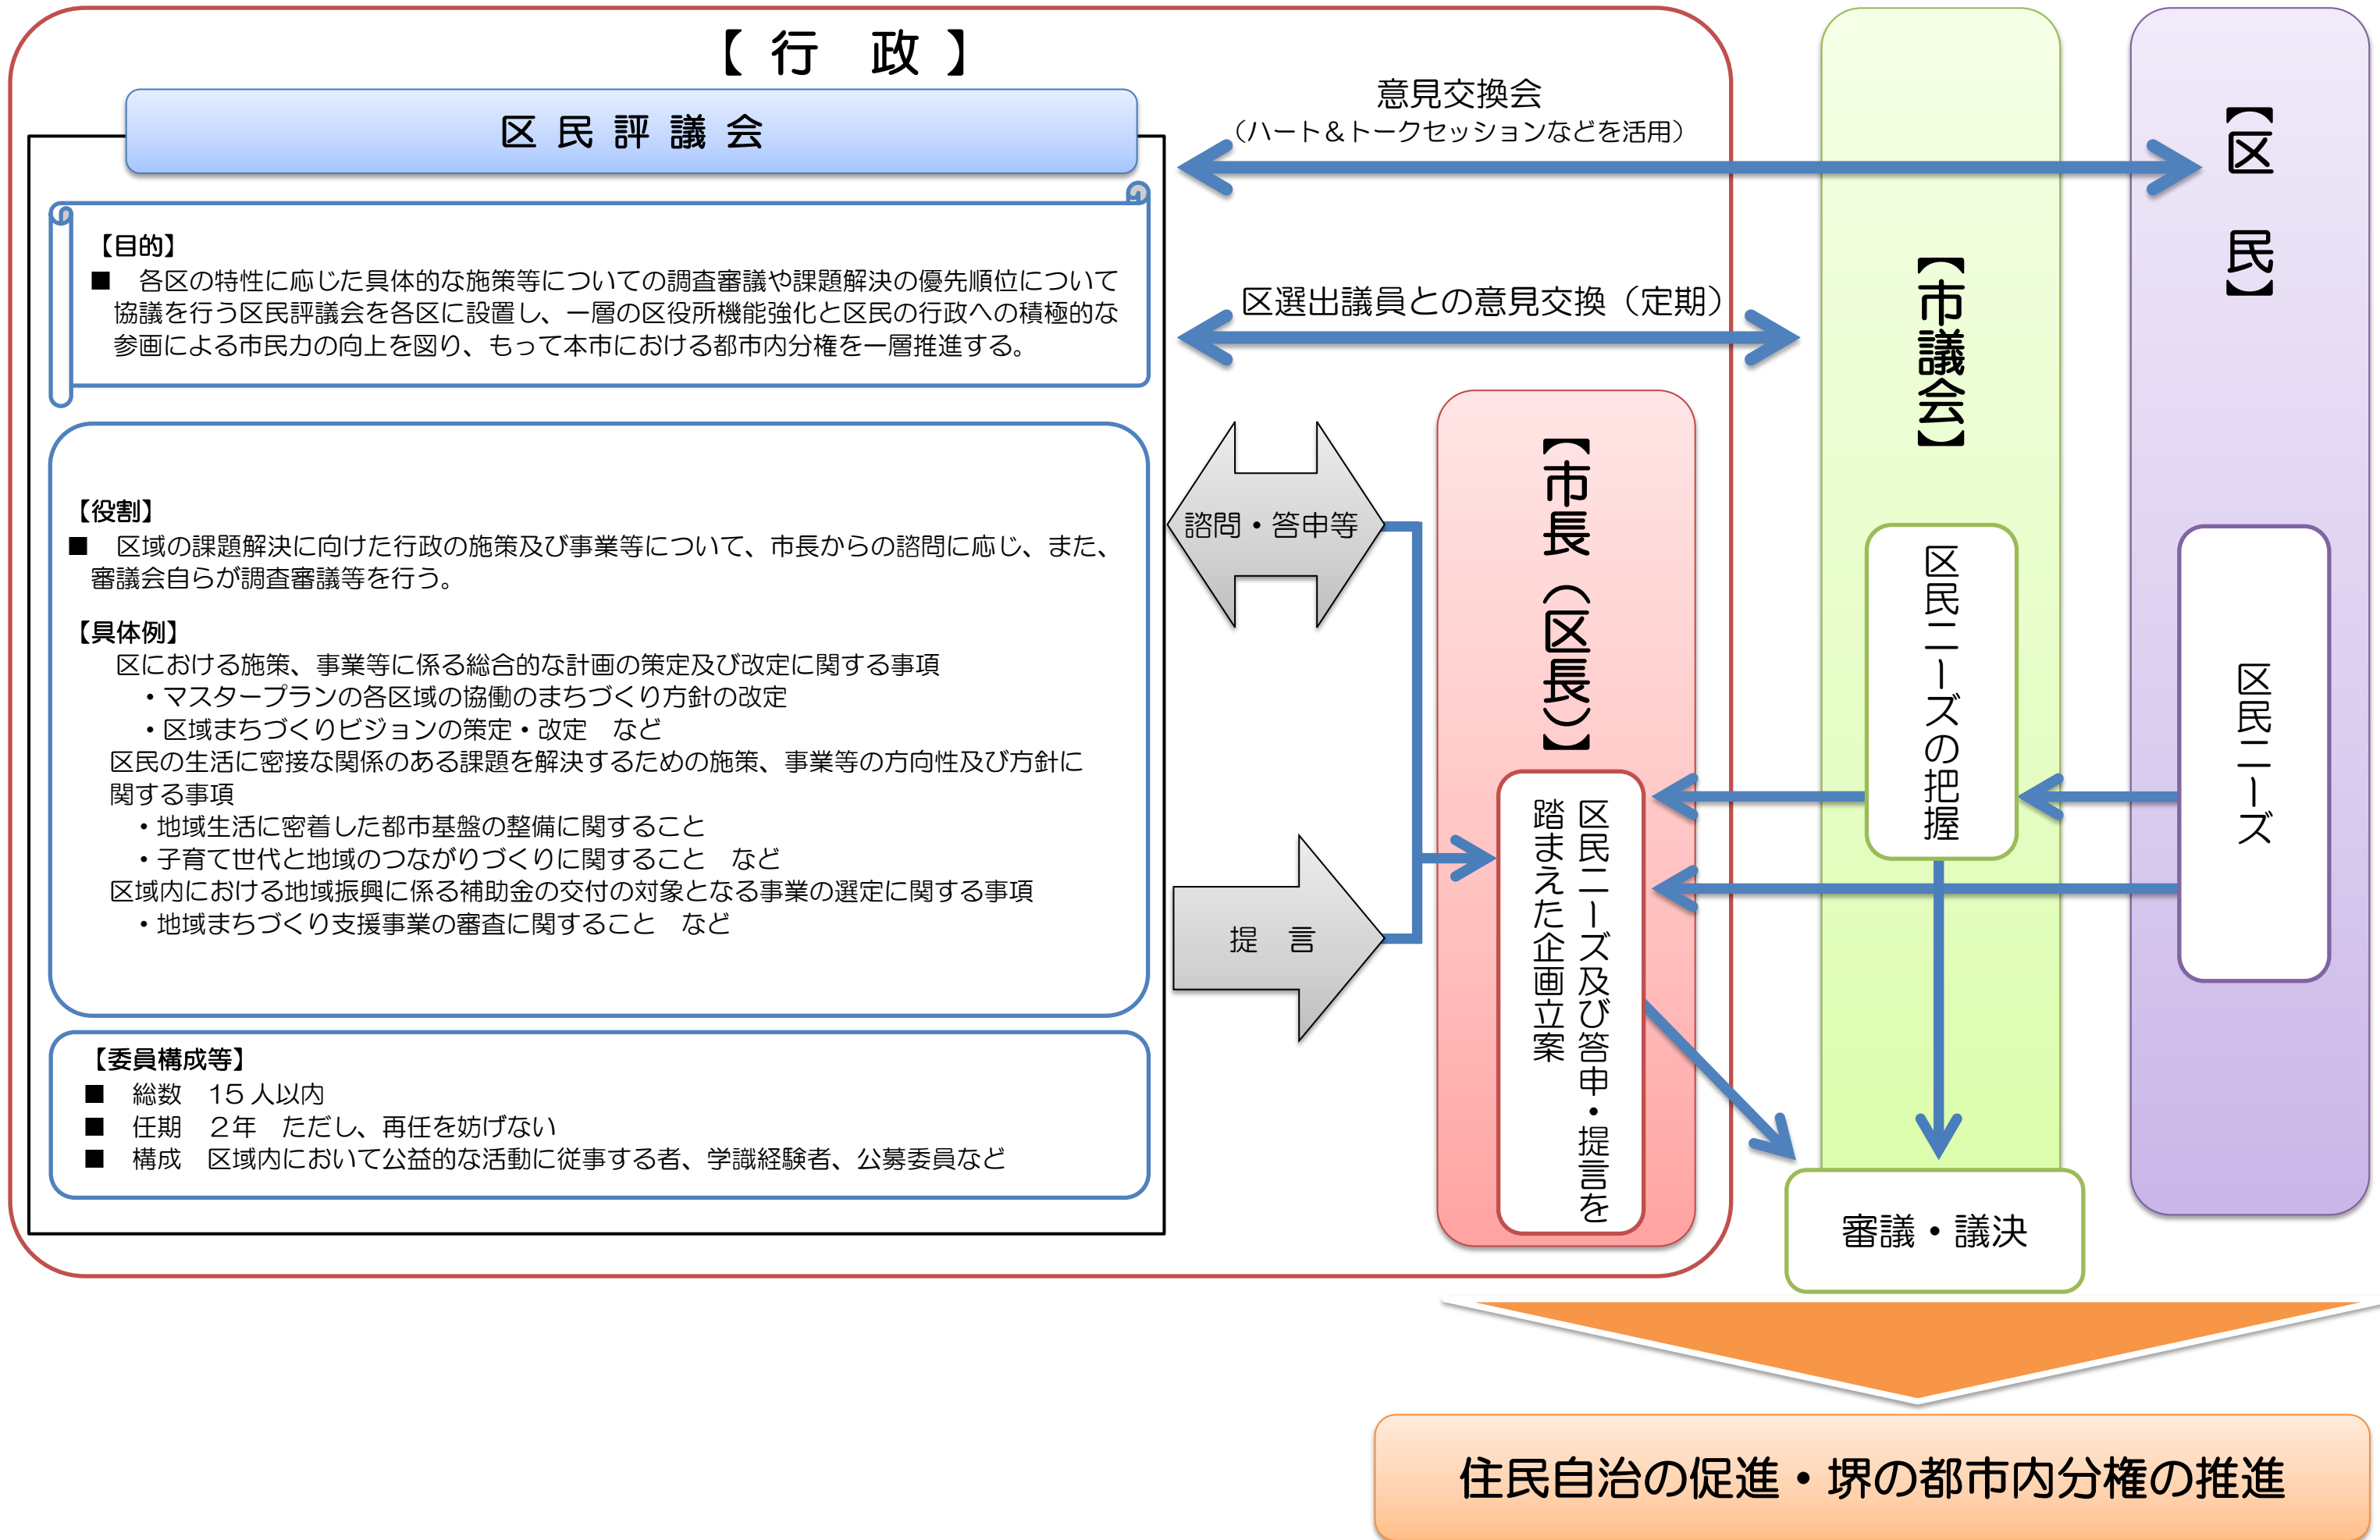 【 行　政 】
区 民 評 議 会
【目的】
■　各区の特性に応じた具体的な施策等についての調査審議や課題解決の優先順位について
協議を行う区民評議会を各区に設置し、一層の区役所機能強化と区民の行政への積極的な
参画による市民力の向上を図り、もって本市における都市内分権を一層推進する。
【役割】
■　区域の課題解決に向けた行政の施策及び事業等について、市長からの諮問に応じ、また、
審議会自らが調査審議等を行う。
【具体例】
区における施策、事業等に係る総合的な計画の策定及び改定に関する事項
・マスタープランの各区域の協働のまちづくり方針の改定
・区域まちづくりビジョンの策定・改定　など
区民の生活に密接な関係のある課題を解決するための施策、事業等の方向性及び方針に
関する事項
・地域生活に密着した都市基盤の整備に関すること
・子育て世代と地域のつながりづくりに関すること　など
区域内における地域振興に係る補助金の交付の対象となる事業の選定に関する事項
・地域まちづくり支援事業の審査に関すること　など
【委員構成等】
■　総数　15 人以内
■　任期　２年　ただし、再任を妨げない
■　構成　区域内において公益的な活動に従事する者、学識経験者、公募委員など
意見交換会
（ハート＆トークセッションなどを活用）
区選出議員との意見交換（定期）
諮問・答申等
提　言
【市長（区長）】
区民ニーズ及び答申・提言を
踏まえた企画立案
【市議会】
区民ニーズの把握
審議・議決
【区　民】
区民ニーズ
住民自治の促進・堺の都市内分権の推進